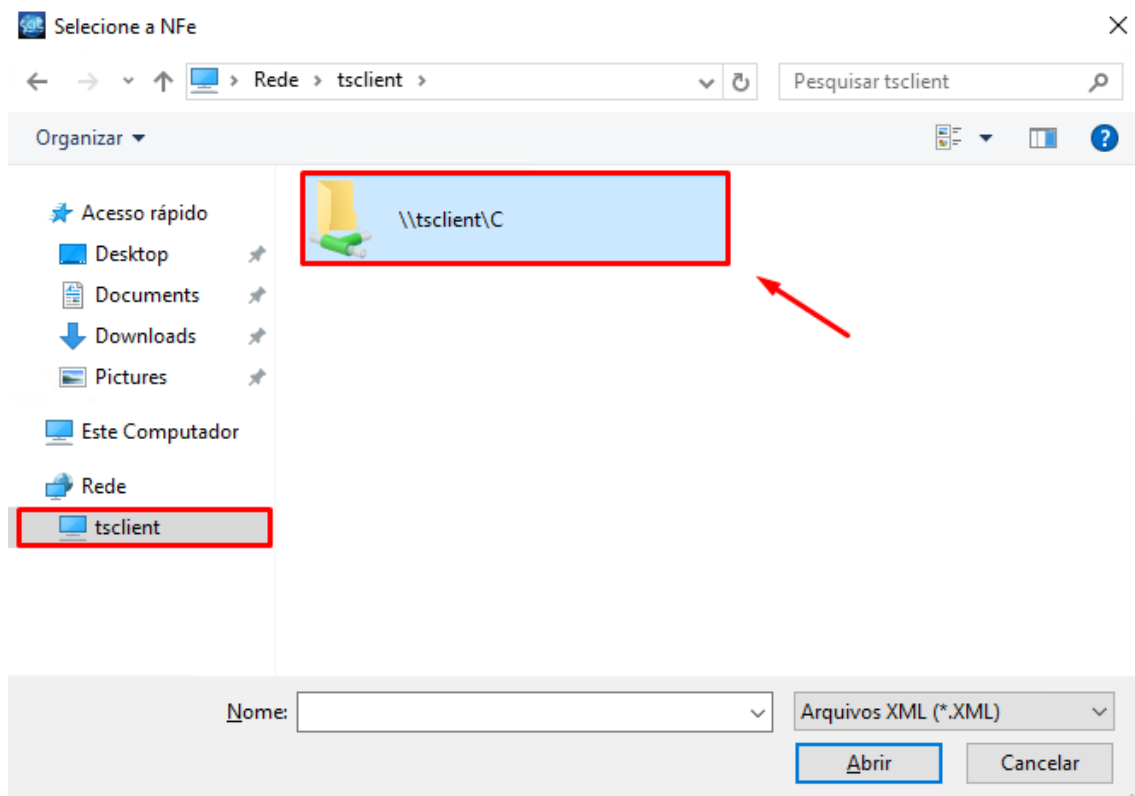 Selecione a NFe
Rede > tsclient >
Pesquisar tsclient
Organizar
Acesso rápido
\\tsclient\C
Desktop
Documents
Downloads
Pictures
Este Computador
Rede
tsclient
Nome:
Arquivos XML (*.XML)
Abrir
Cancelar